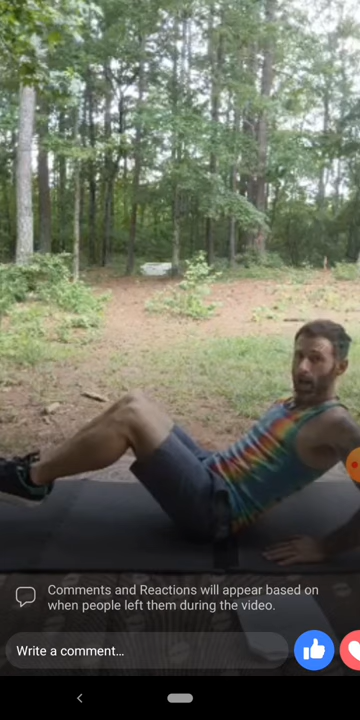 Comments and Reactions will appear based on
when people left them during the video.
Write a comment...